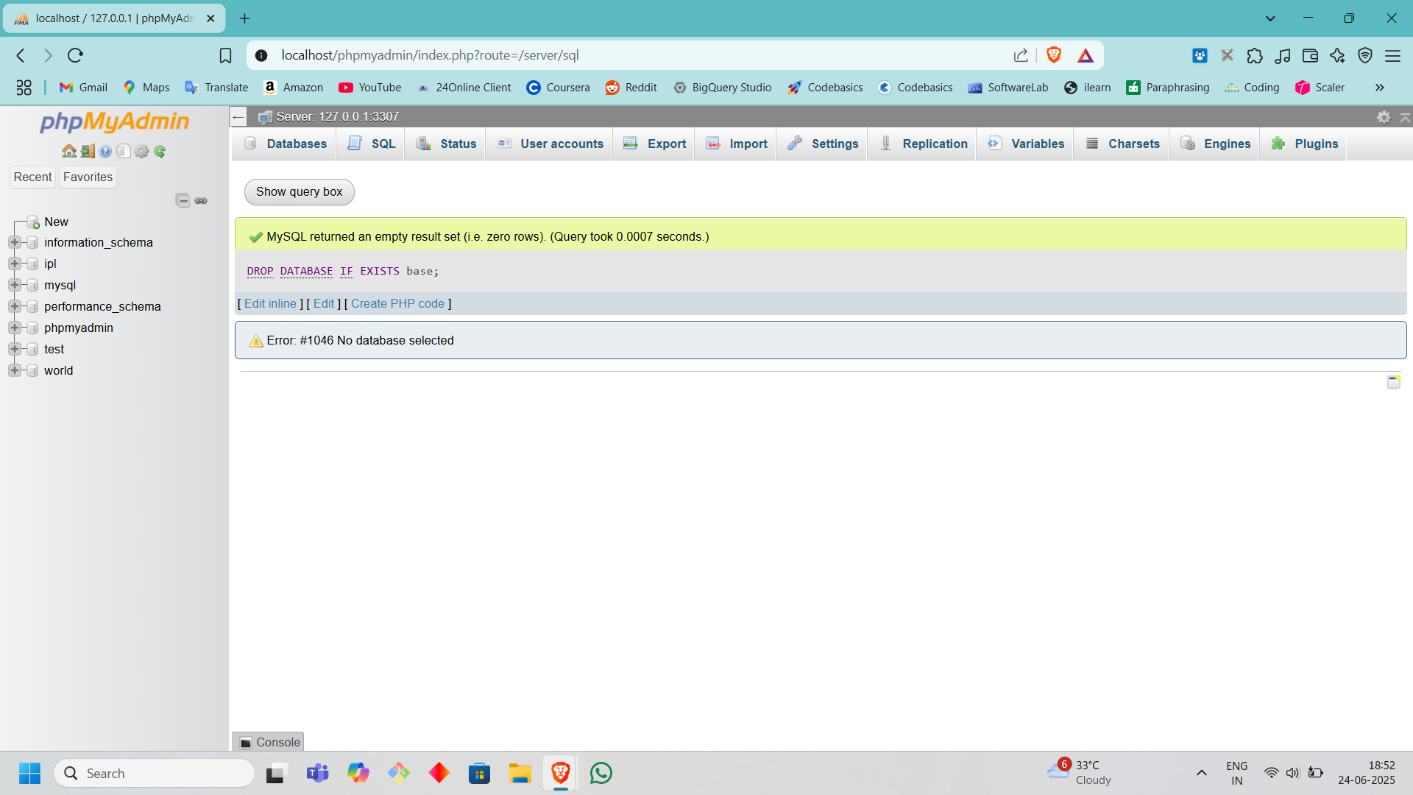 localhost / 127.0.0.1 | phpMyAdn
localhost/phpmyadmin/index.php?route=/server/sql
Gmail Maps Translate Amazon YouTube 24Online Client Coursera Reddit BigQuery Studio Codebasics Codebasics SoftwareLab ilearn Paraphrasing Coding Scaler »
phpMyAdmin
Server: 127.0.0.1:3307
Databases SQL Status User accounts Export Import Settings Replication Variables Charsets Engines Plugins
Recent Favorites
Show query box
New
information_schema
ipl
mysql
performance_schema
phpmyadmin
test
world
MySQL returned an empty result set (i.e. zero rows). (Query took 0.0007 seconds.)
DROP DATABASE IF EXISTS base;
[ Edit inline ] [ Edit ] [ Create PHP code ]
Error: #1046 No database selected
Console
Search
6
33°C
Cloudy
ENG
IN
18:52
24-06-2025